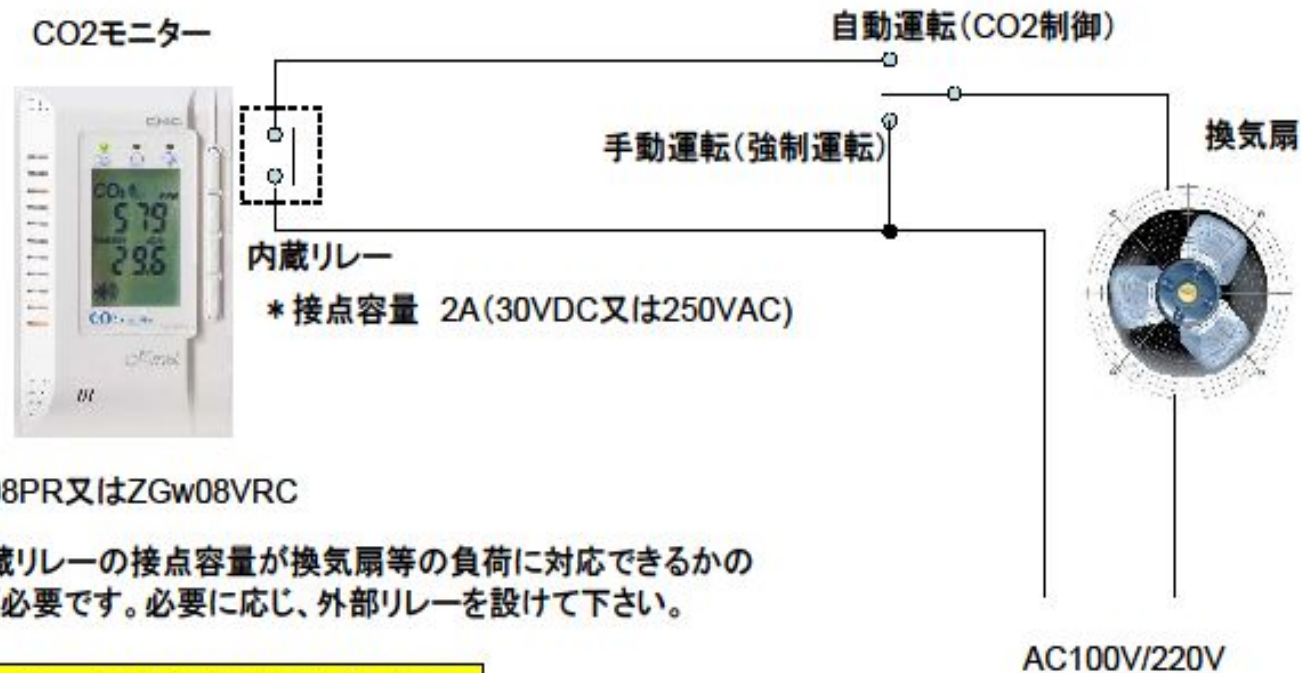 CO2モニター
自動運転(CO2制御)
手動運転(強制運転)
換気扇
CO2
579
29.6
内蔵リレー
*接点容量 2A(30VDC又は250VAC)
08PR又はZGw08VRC
蔵リレーの接点容量が換気扇等の負荷に対応できるかの
必要です。必要に応じ、外部リレーを設けて下さい。
AC100V/220V